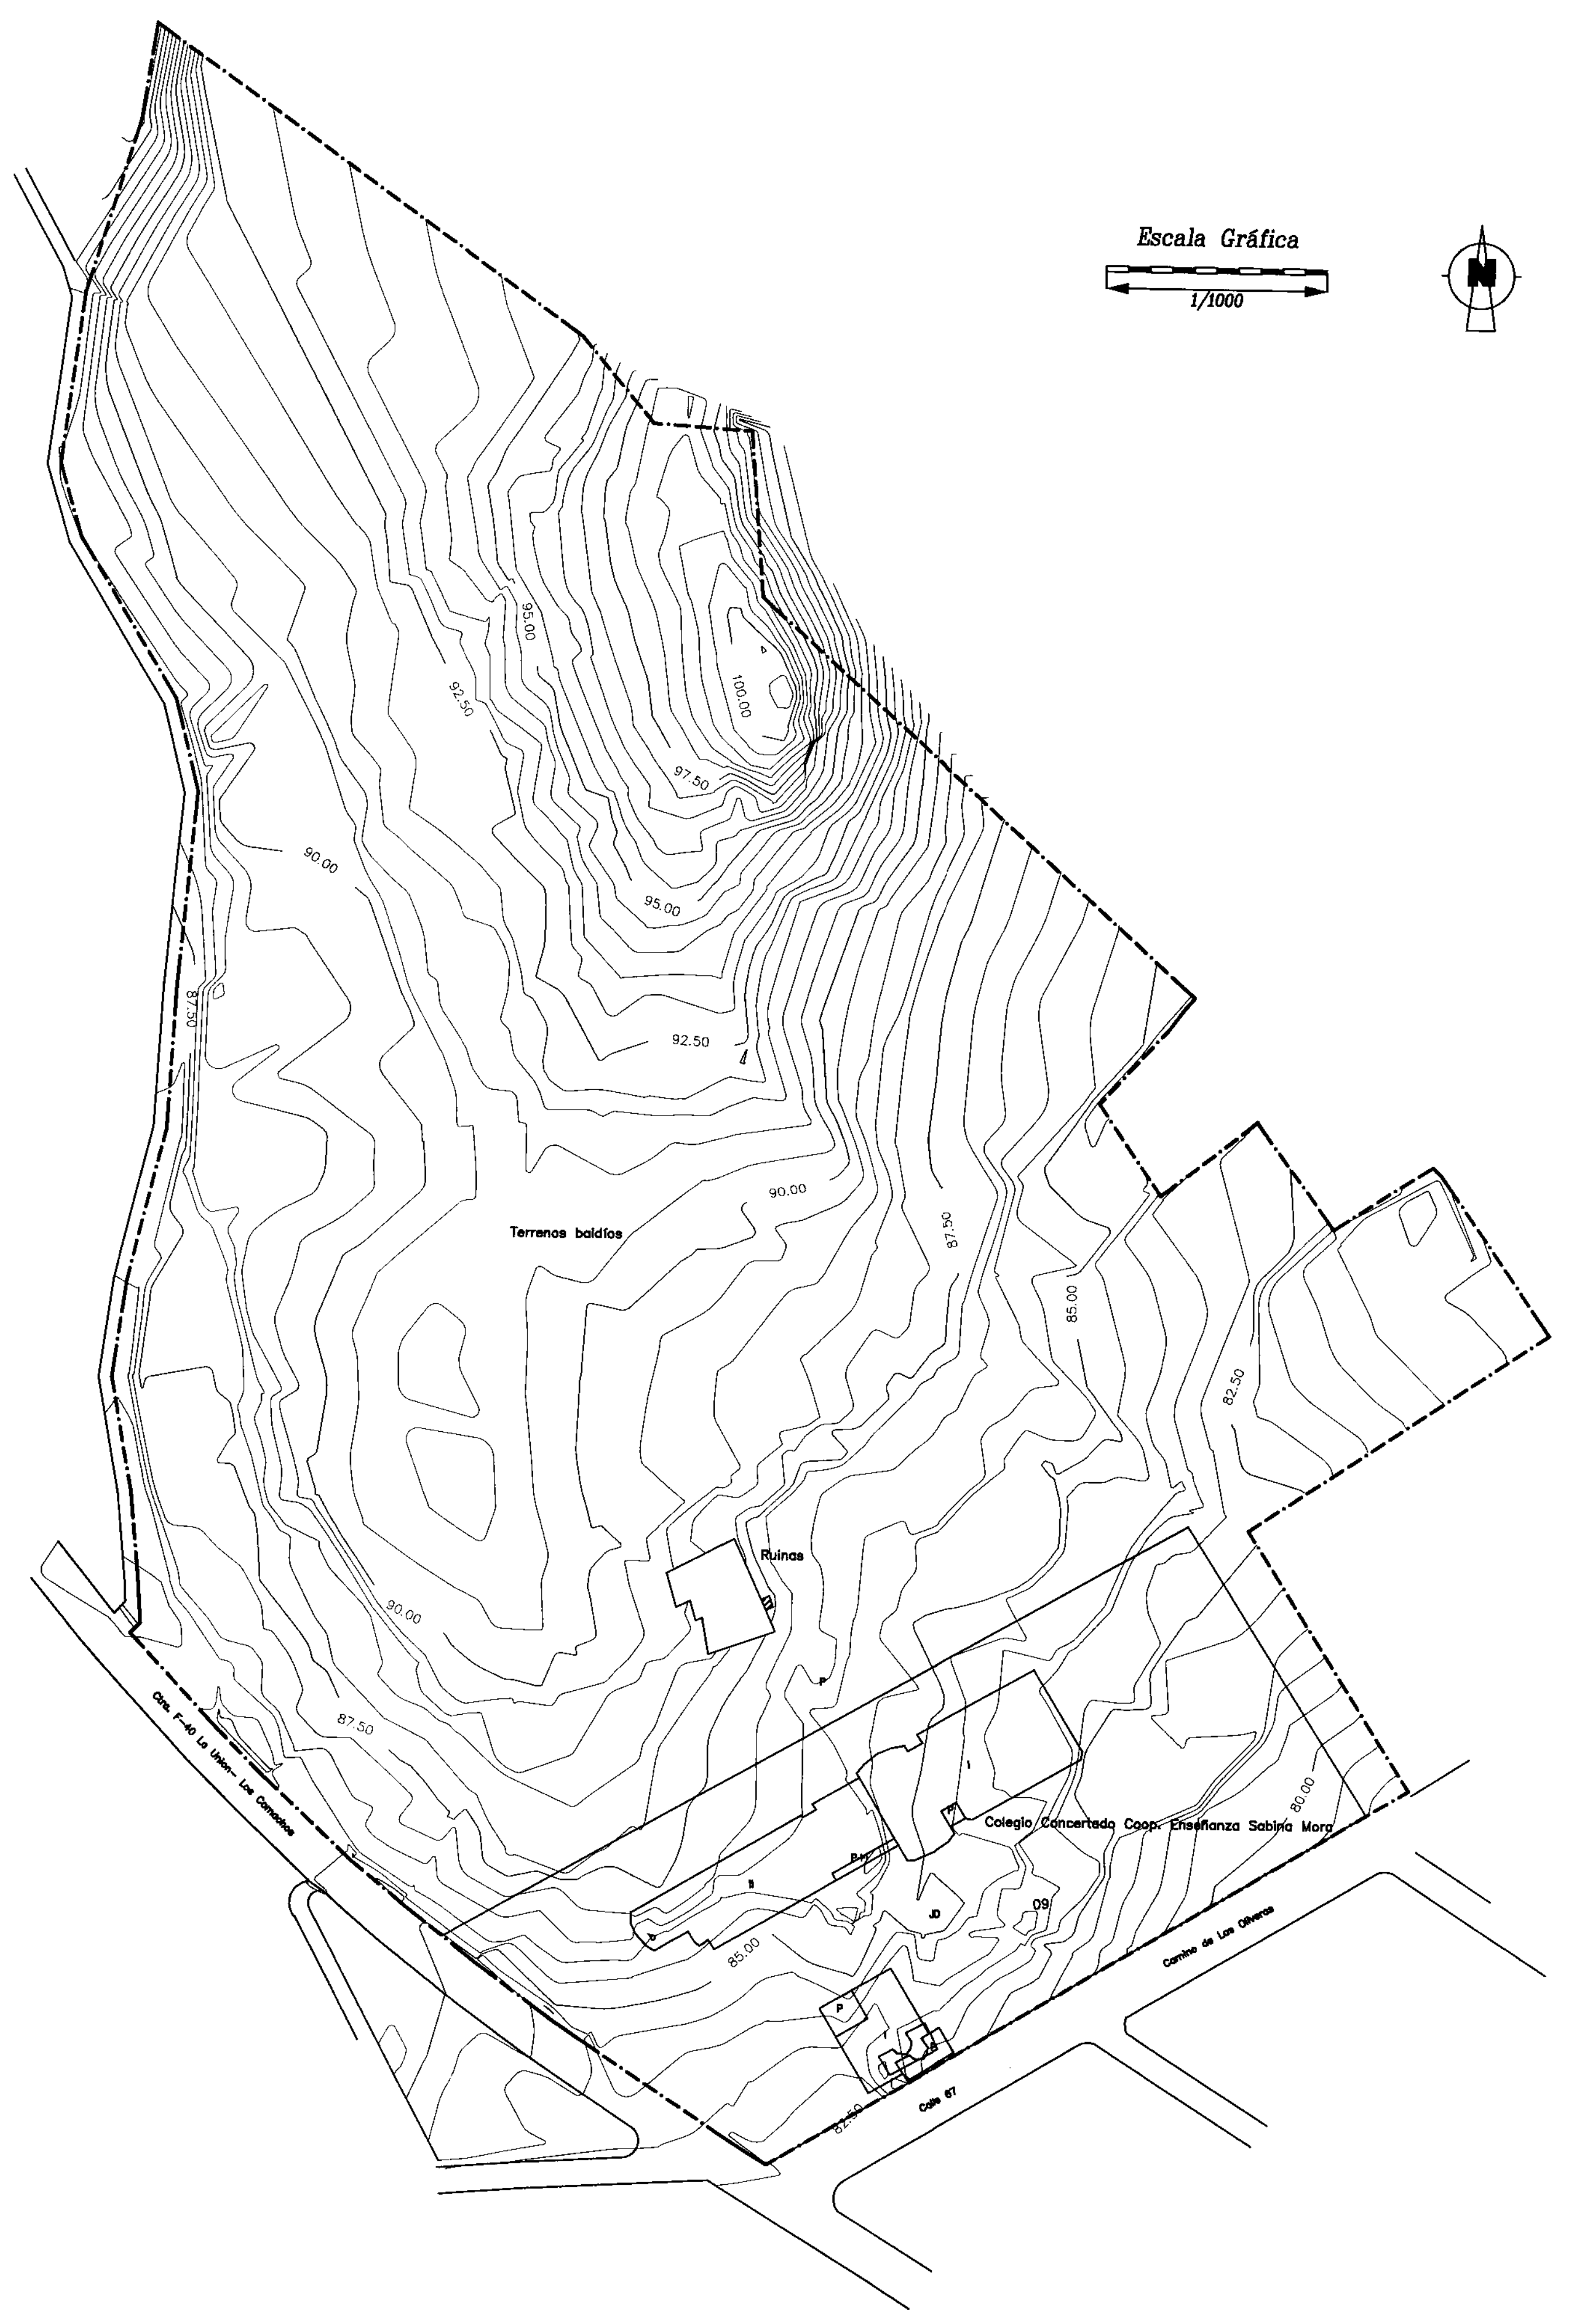 Escala Gráfica
1/1000
N
95.00
92.50
100.00
97.50
90.00
95.00
87.50
92.50
90.00
Terrenos baldíos
87.50
85.00
82.50
Ruinas
90.00
P
87.50
Ctra. F-40 La Union- Los Camachos
I
80.00
Colegio Concertado Coop. Enseñanza Sabina Mora
II
JD
09
85.00
Camino de Los Oliveros
P
Calle 67
82.50